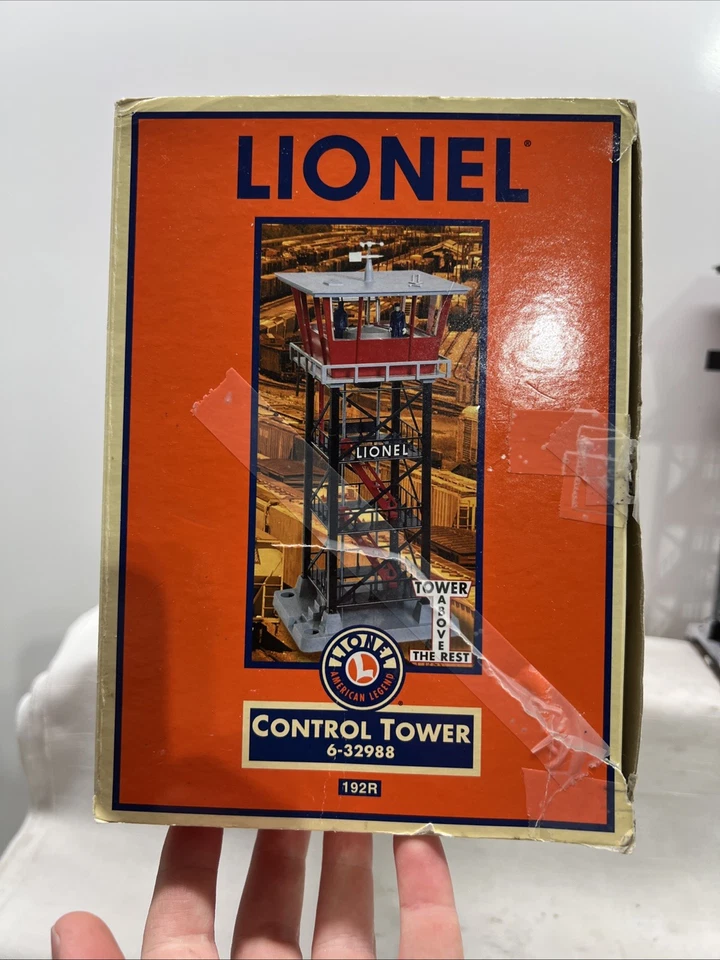 LIONEL®
LIONEL
TOWER
ABOVE
THE REST
LIONEL
L
AMERICAN LEGEND
®
CONTROL TOWER
6-32988
192R